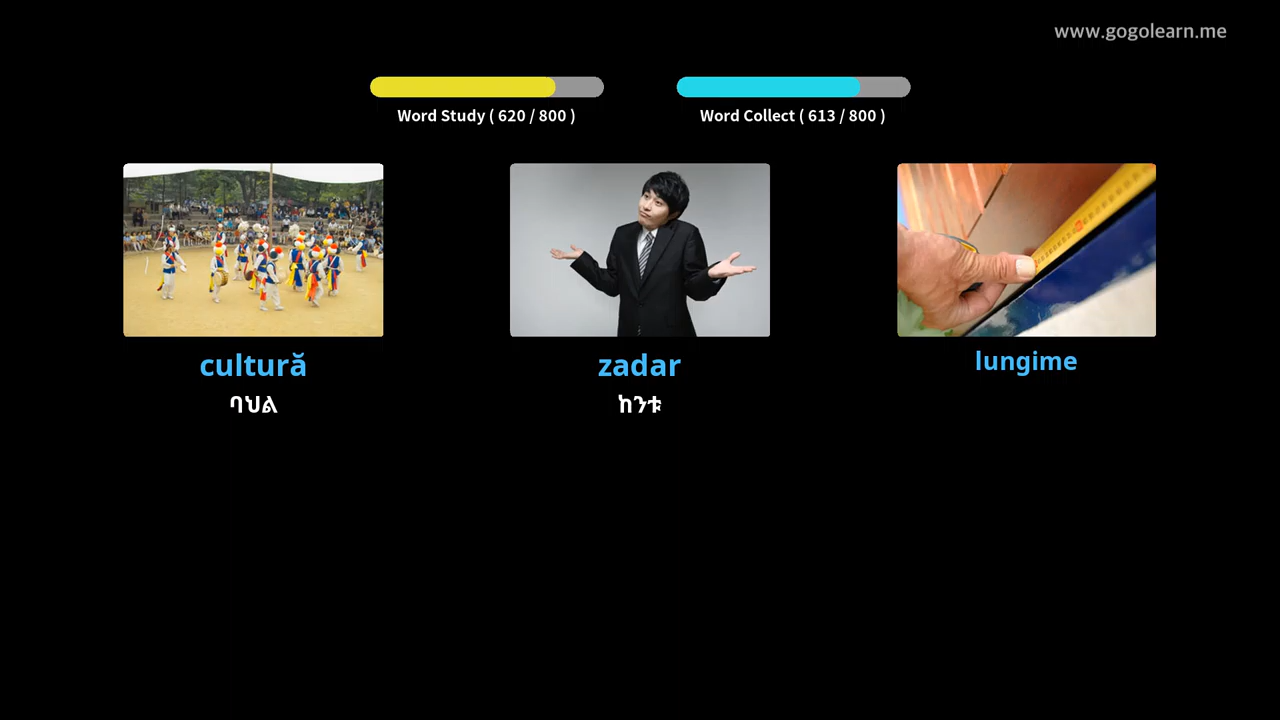 www.gogolearn.me
Word Study ( 620 / 800 )
Word Collect ( 613 / 800 )
cultură
ባህል
zadar
ከንቱ
lungime